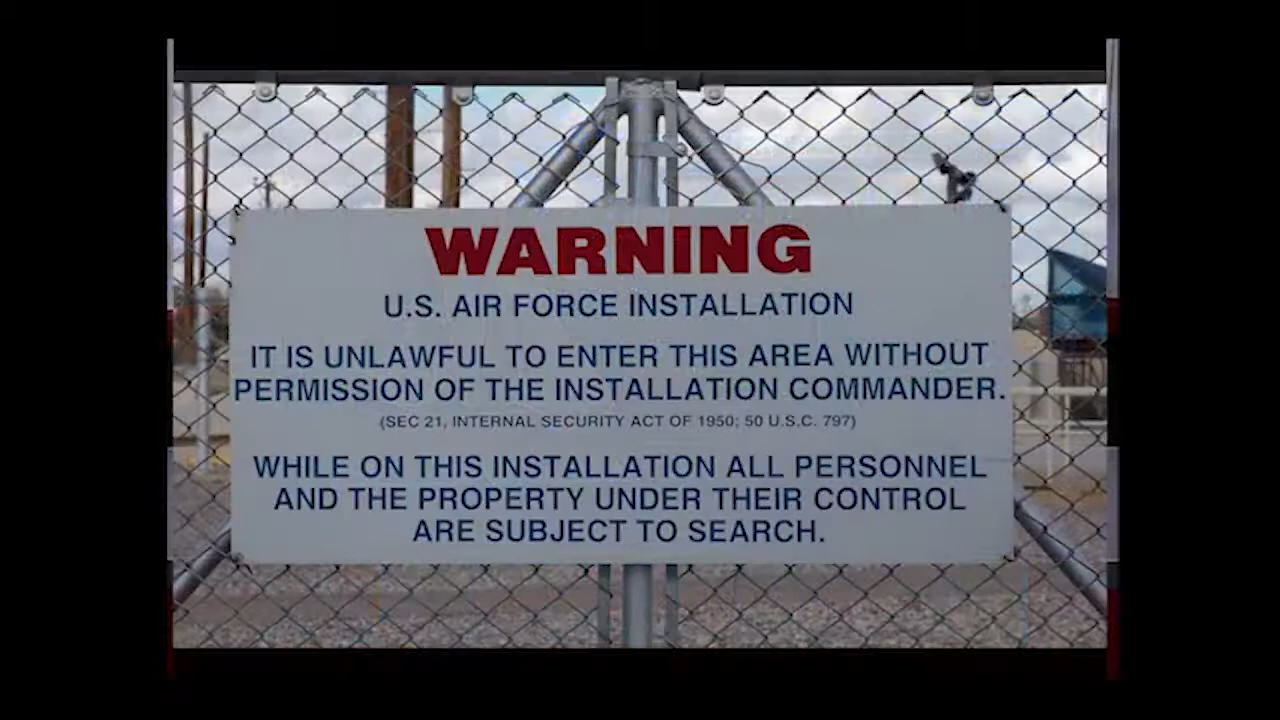 WARNING
U.S. AIR FORCE INSTALLATION
IT IS UNLAWFUL TO ENTER THIS AREA WITHOUT
PERMISSION OF THE INSTALLATION COMMANDER.
(SEC 21, INTERNAL SECURITY ACT OF 1950; 50 U.S.C. 797)
WHILE ON THIS INSTALLATION ALL PERSONNEL
AND THE PROPERTY UNDER THEIR CONTROL
ARE SUBJECT TO SEARCH.